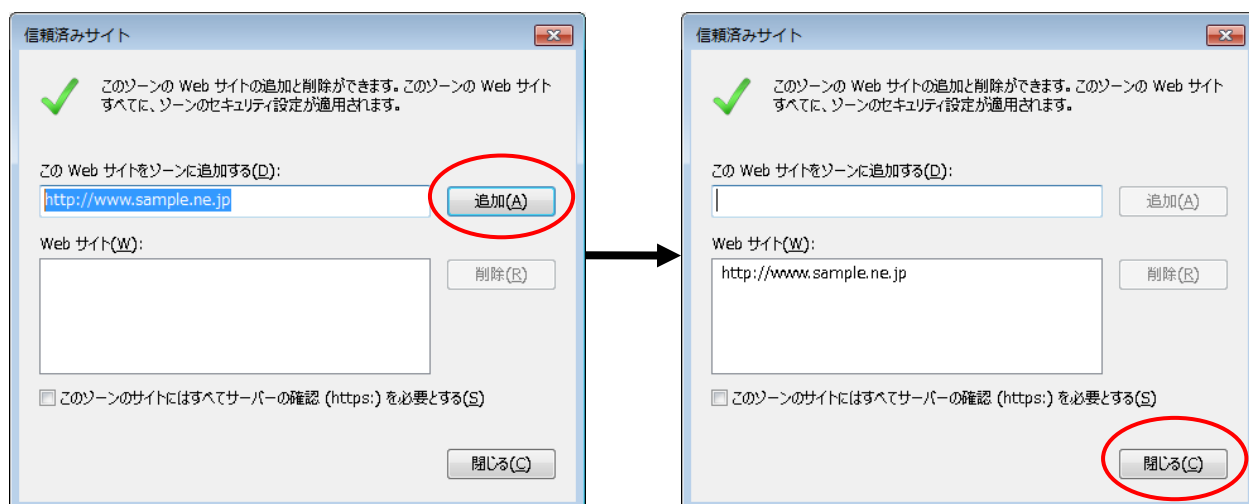 信頼済みサイト
このゾーンの Web サイトの追加と削除ができます。このゾーンの Web サイト
すべてに、ゾーンのセキュリティ設定が適用されます。
この Web サイトをゾーンに追加する(D):
http://www.sample.ne.jp
追加(A)
Web サイト(W):
削除(R)
このゾーンのサイトにはすべてサーバーの確認 (https:) を必要とする(S)
閉じる(C)
信頼済みサイト
このゾーンの Web サイトの追加と削除ができます。このゾーンの Web サイト
すべてに、ゾーンのセキュリティ設定が適用されます。
この Web サイトをゾーンに追加する(D):
追加(A)
Web サイト(W):
http://www.sample.ne.jp
削除(R)
このゾーンのサイトにはすべてサーバーの確認 (https:) を必要とする(S)
閉じる(C)